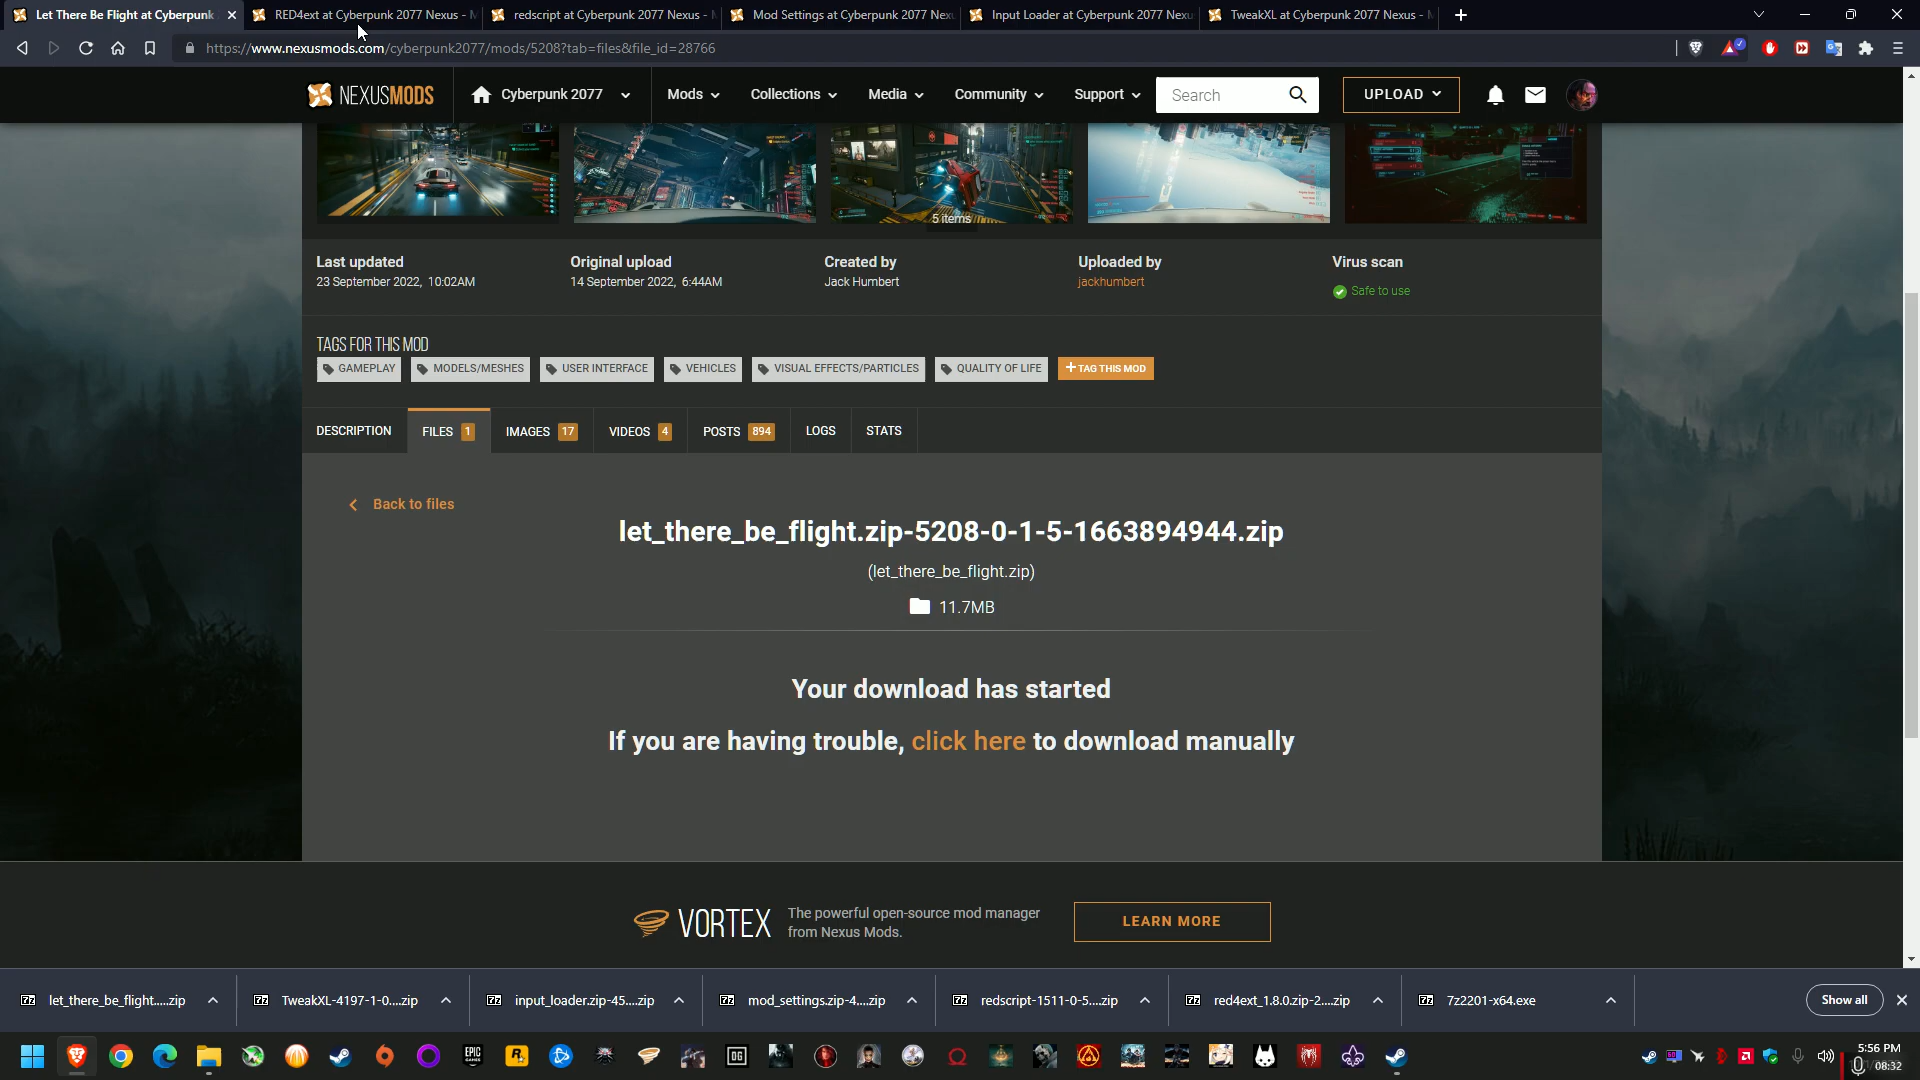 Let There Be Flight at Cyberpunk
RED4ext at Cyberpunk 2077 Nexus - M
redscript at Cyberpunk 2077 Nexus - M
Mod Settings at Cyberpunk 2077 Nexu
Input Loader at Cyberpunk 2077 Nexu
TweakXL at Cyberpunk 2077 Nexus - M
https://www.nexusmods.com/cyberpunk2077/mods/5208?tab=files&file_id=28766
NEXUSMODS
Cyberpunk 2077
Mods
Collections
Media
Community
Support
Search
UPLOAD
5 items
Last updated
23 September 2022, 10:02AM
Original upload
14 September 2022, 6:44AM
Created by
Jack Humbert
Uploaded by
jackhumbert
Virus scan
Safe to use
TAGS FOR THIS MOD
GAMEPLAY
MODELS/MESHES
USER INTERFACE
VEHICLES
VISUAL EFFECTS/PARTICLES
QUALITY OF LIFE
+ TAG THIS MOD
DESCRIPTION
FILES 1
IMAGES 17
VIDEOS 4
POSTS 894
LOGS
STATS
Back to files
let_there_be_flight.zip-5208-0-1-5-1663894944.zip
(let_there_be_flight.zip)
11.7MB
Your download has started
If you are having trouble, click here to download manually
VORTEX
The powerful open-source mod manager
from Nexus Mods.
LEARN MORE
let_there_be_flight.....zip
TweakXL-4197-1-0....zip
input_loader.zip-45....zip
mod_settings.zip-4....zip
redscript-1511-0-5....zip
red4ext_1.8.0.zip-2....zip
7z2201-x64.exe
Show all
5:56 PM
08:32